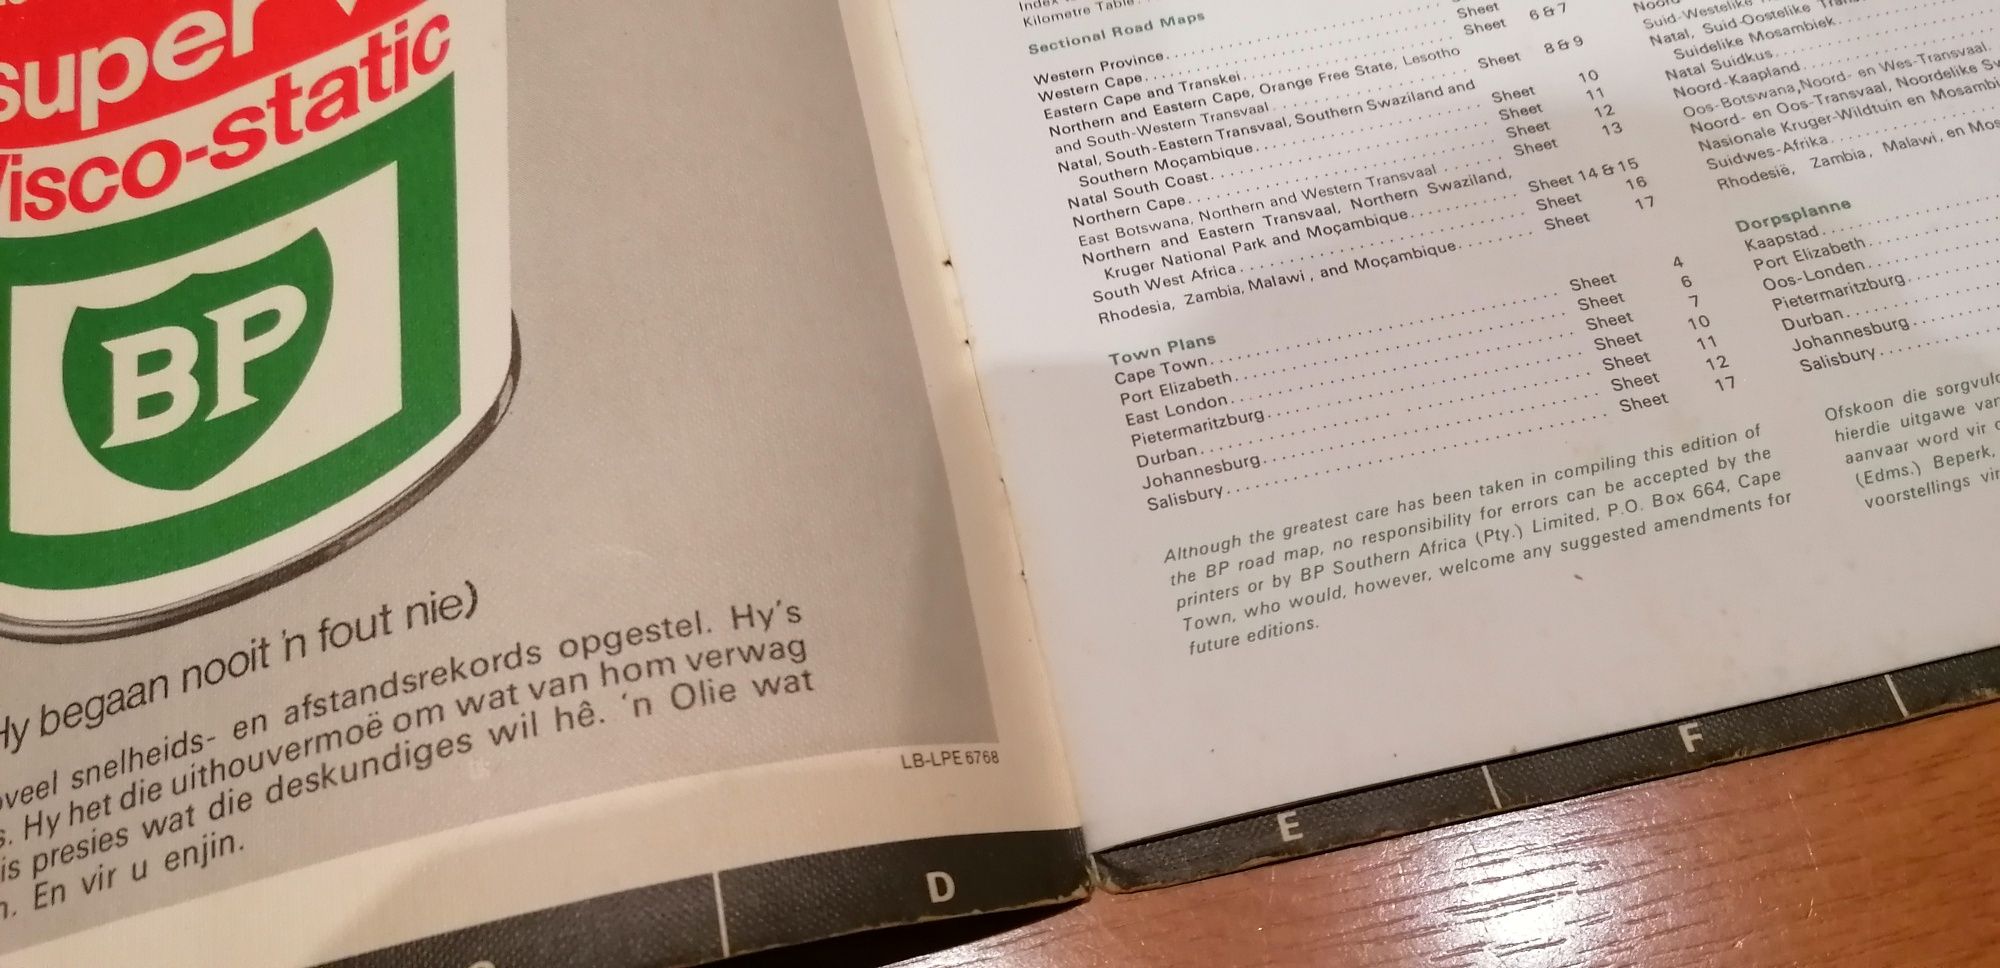 super
Visco-static
BP
Hy begaan nooit 'n fout nie)
snelheids- en afstandsrekords opgestel. Hy's
Hy het die uithouvermoë om wat van hom verwag
is presies wat die deskundiges wil hê. 'n Olie wat
En vir u enjin.
LB-LPE6768
D
Kilometre Table
Sectional Road Maps
Western Province
Western Cape Sheet
Eastern Cape and Transkei Sheet 6 & 7
Northern and Eastern Cape, Orange Free State, Lesotho
and South-Western Transvaal Sheet 8 & 9
Natal, South-Eastern Transvaal, Southern Swaziland and
Southern Moçambique Sheet 10
Natal South Coast Sheet 11
Northern Cape Sheet 12
East Botswana, Northern and Western Transvaal Sheet 13
Northern and Eastern Transvaal, Northern Swaziland,
Kruger National Park and Moçambique Sheet 14 & 15
South West Africa Sheet 16
Rhodesia, Zambia, Malawi, and Moçambique Sheet 17
Town Plans
Cape Town Sheet 4
Port Elizabeth Sheet 6
East London Sheet 7
Pietermaritzburg Sheet 10
Durban Sheet 11
Johannesburg Sheet 12
Salisbury Sheet 17
Although the greatest care has been taken in compiling this edition of
the BP road map, no responsibility for errors can be accepted by the
printers or by BP Southern Africa (Pty.) Limited, P.O. Box 664, Cape
Town, who would, however, welcome any suggested amendments for
future editions.
Suid-Westelike
Natal, Suid-Oostelike
Suidelike Mosambiek
Natal Suidkus
Noord-Kaapland
Oos-Botswana, Noord- en Wes-Transvaal
Noord- en Oos-Transvaal, Noordelike
Nasionale Kruger-Wildtuin en
Suidwes-Afrika
Rhodesië, Zambia, Malawi, en
Dorpsplanne
Kaapstad
Port Elizabeth
Oos-Londen
Pietermaritzburg
Durban
Johannesburg
Salisbury
Ofskoon die
hierdie uitgawe
aanvaar word vir
(Edms.) Beperk,
voorstellings
E
F